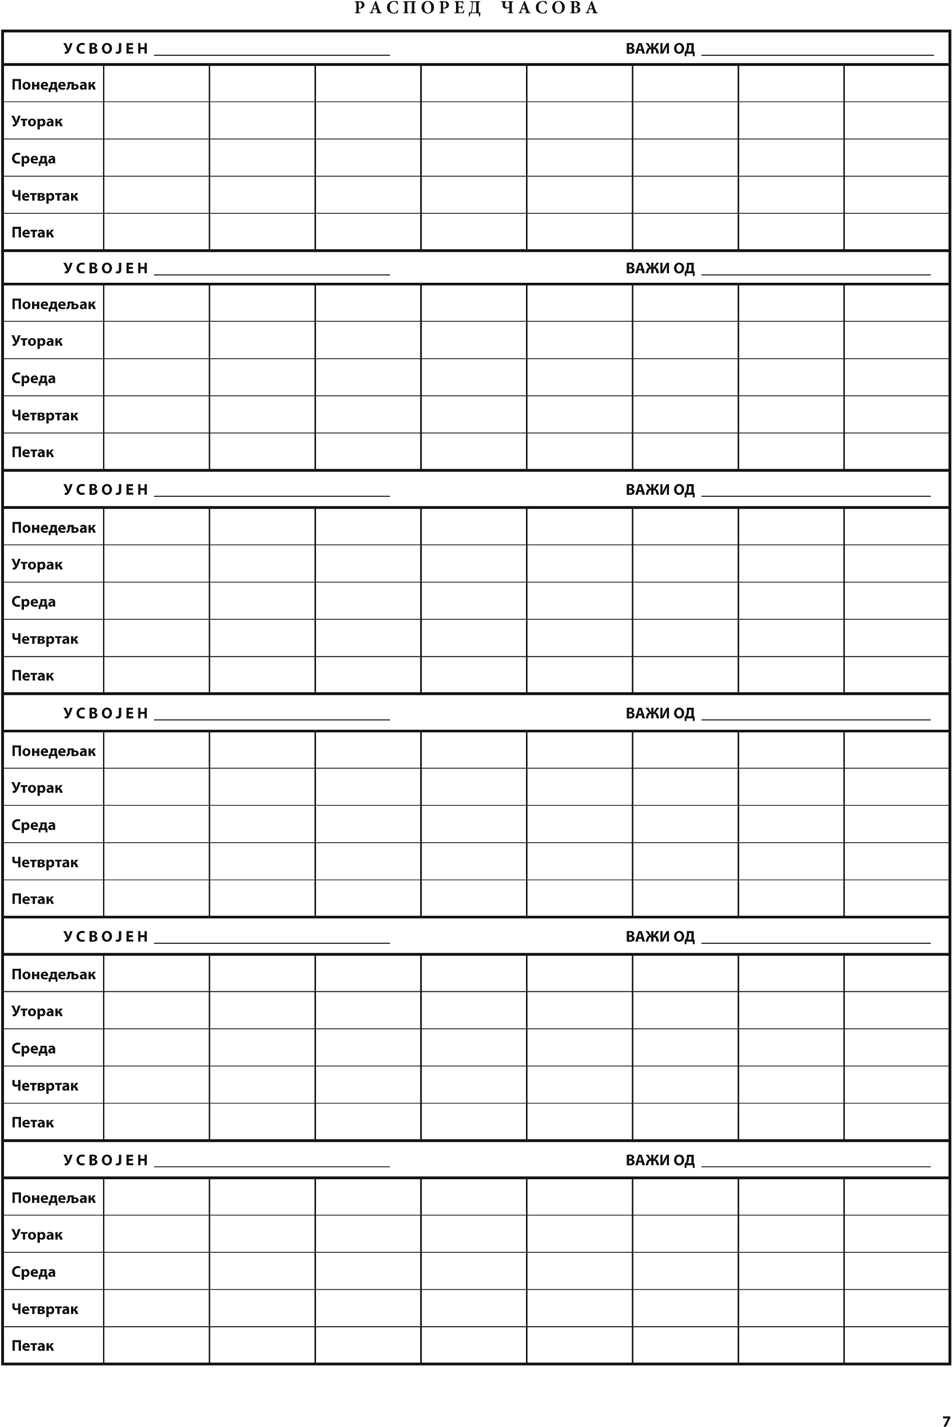 РАСПОРЕД ЧАСОВА
УСВОЈЕН ВАЖИ ОД
Понедељак
Уторак
Среда
Четвртак
Петак
УСВОЈЕН ВАЖИ ОД
Понедељак
Уторак
Среда
Четвртак
Петак
УСВОЈЕН ВАЖИ ОД
Понедељак
Уторак
Среда
Четвртак
Петак
УСВОЈЕН ВАЖИ ОД
Понедељак
Уторак
Среда
Четвртак
Петак
УСВОЈЕН ВАЖИ ОД
Понедељак
Уторак
Среда
Четвртак
Петак
УСВОЈЕН ВАЖИ ОД
Понедељак
Уторак
Среда
Четвртак
Петак
7